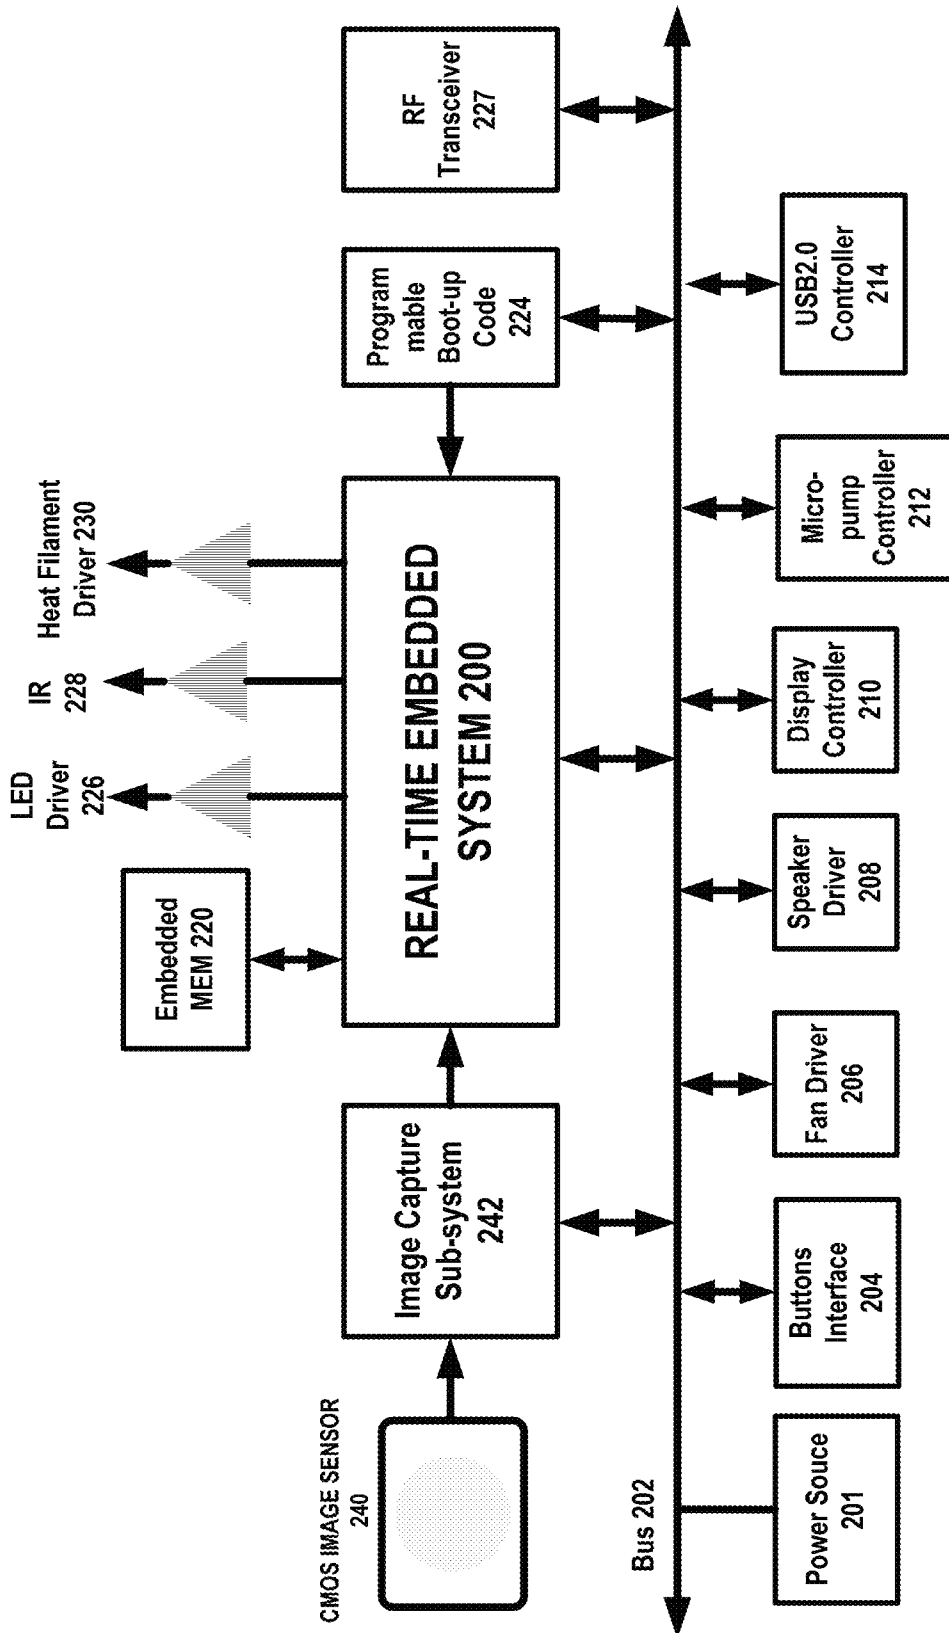 LED
Driver
226
IR
228
Heat Filament
Driver 230
Embedded
MEM 220
CMOS IMAGE SENSOR
240
Image Capture
Sub-system
242
REAL-TIME EMBEDDED
SYSTEM 200
Program
mable
Boot-up
Code
224
RF
Transceiver
227
Bus 202
Power Souce
201
Buttons
Interface
204
Fan Driver
206
Speaker
Driver
208
Display
Controller
210
Micro-
pump
Controller
212
USB2.0
Controller
214